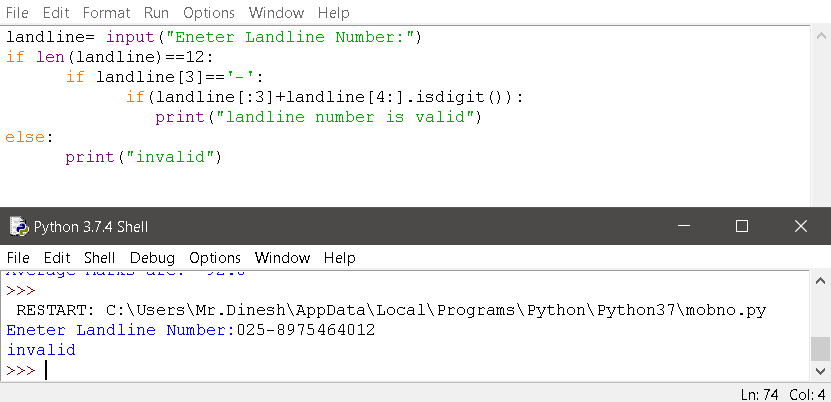 File Edit Format Run Options Window Help
landline= input("Eneter Landline Number:")
if len(landline)==12:
      if landline[3]=='-':
            if(landline[:3]+landline[4:].isdigit()):
               print("landline number is valid")
else:
      print("invalid")
Python 3.7.4 Shell
File Edit Shell Debug Options Window Help
>>>
 RESTART: C:\Users\Mr.Dinesh\AppData\Local\Programs\Python\Python37\mobno.py
Eneter Landline Number:025-8975464012
invalid
>>>
Ln: 74 Col: 4